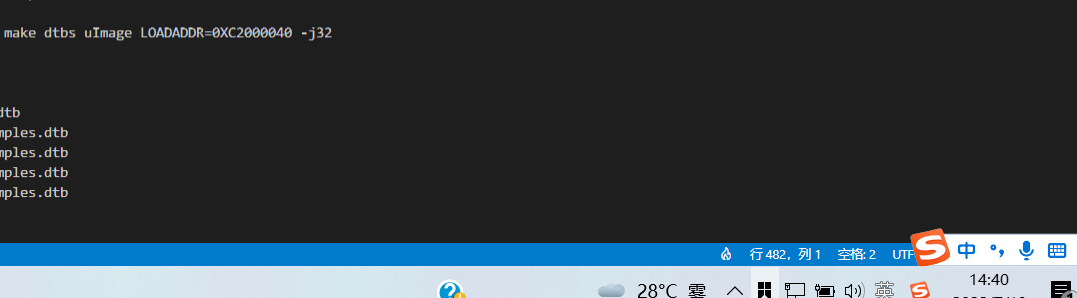 make dtbs uImage LOADADDR=0XC2000040 -j32
dtb
mples.dtb
mples.dtb
mples.dtb
mples.dtb
行 482，列 1 空格: 2 UTF 中
28°C 雾 英 14:40